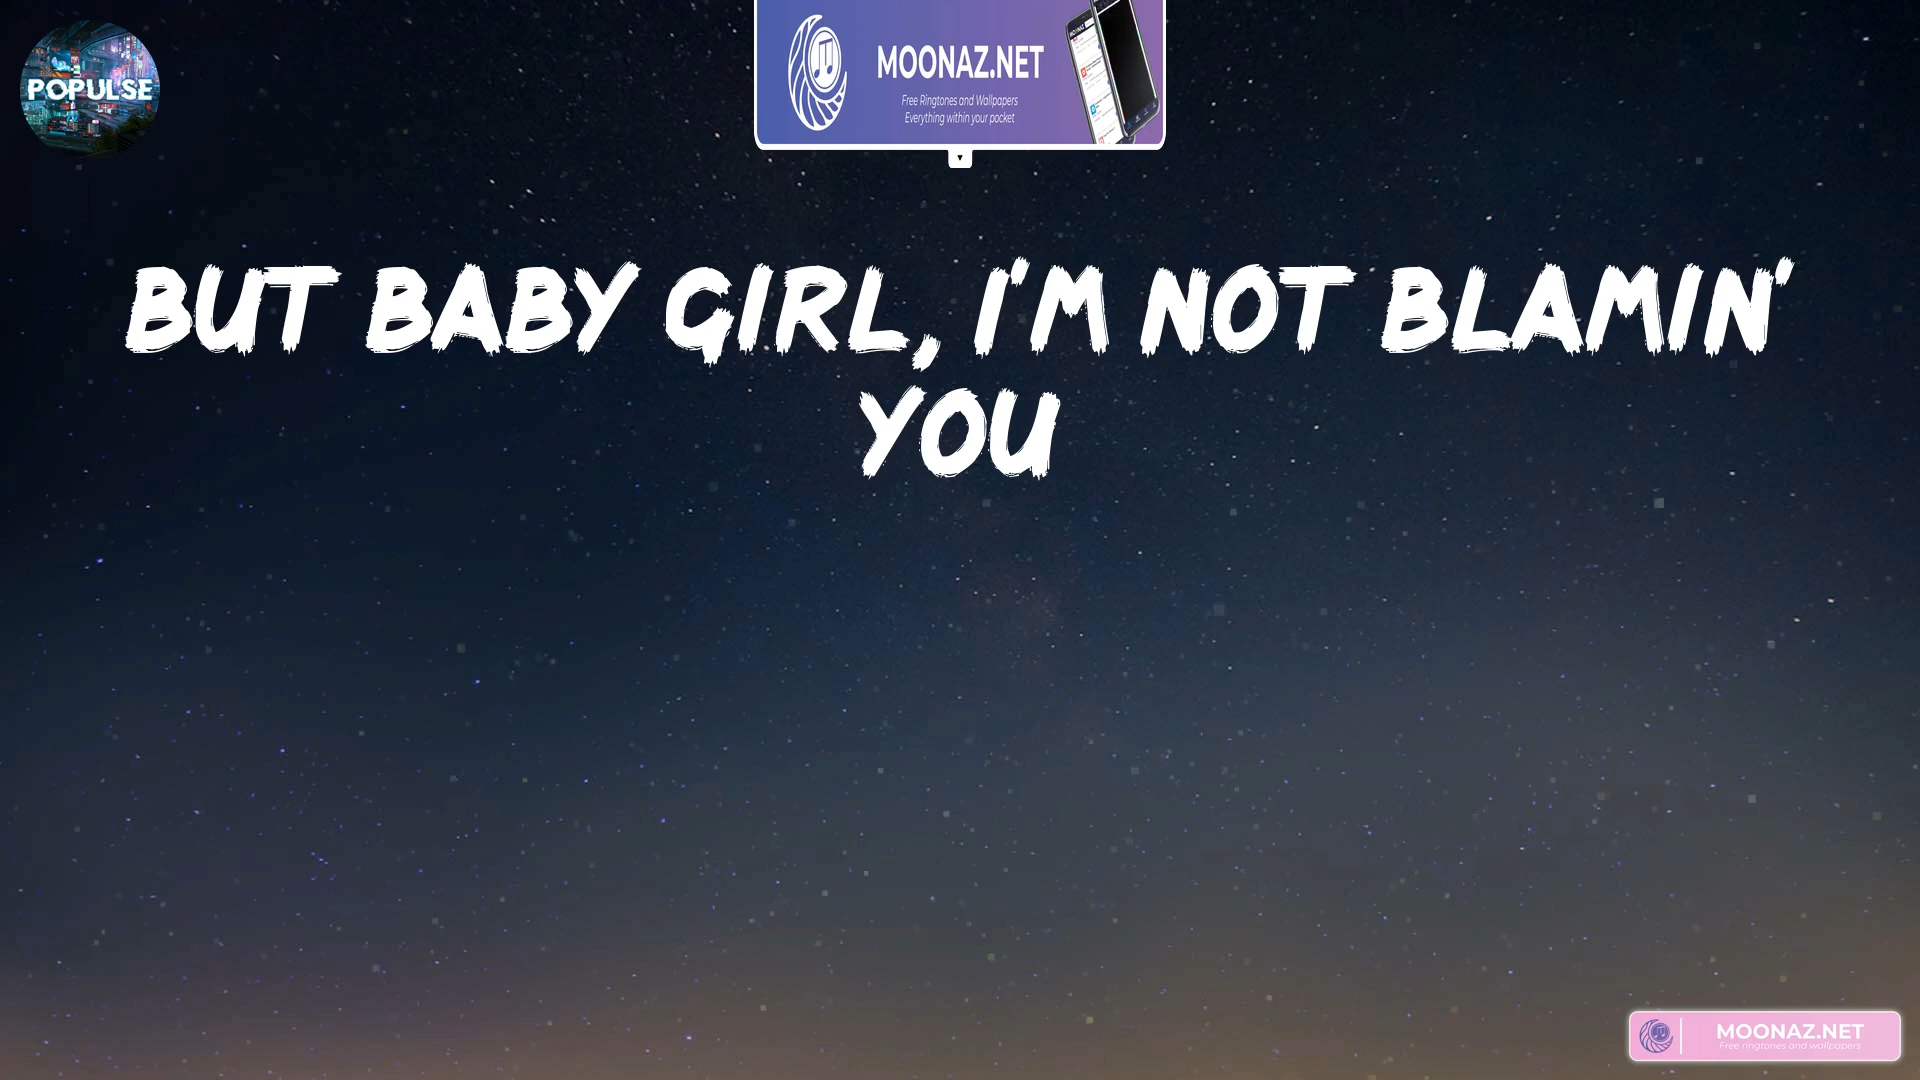 POPULSE
MOONAZ.NET
Free Ringtones and Wallpapers
Everything within your pocket
BUT BABY GIRL, I'M NOT BLAMIN'
YOU
MOONAZ.NET
Free ringtones and wallpapers